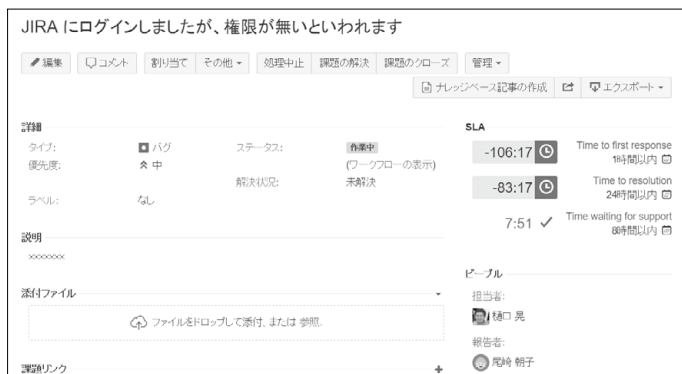 JIRA にログインしましたが、権限が無いといわれます
編集 コメント 割り当て その他 処理中止 課題の解決 課題のクローズ 管理
ナレッジベース記事の作成 エクスポート
詳細
タイプ: バグ ステータス: 作業中
優先度: 中 (ワークフローの表示)
解決状況: 未解決
ラベル: なし
説明
xxxxxxx
添付ファイル
ファイルをドロップして添付、または 参照.
課題リンク
SLA
-106:17 Time to first response
1時間以内
-83:17 Time to resolution
24時間以内
7:51 Time waiting for support
8時間以内
ピープル
担当者:
樋口 晃
報告者:
尾崎 朝子